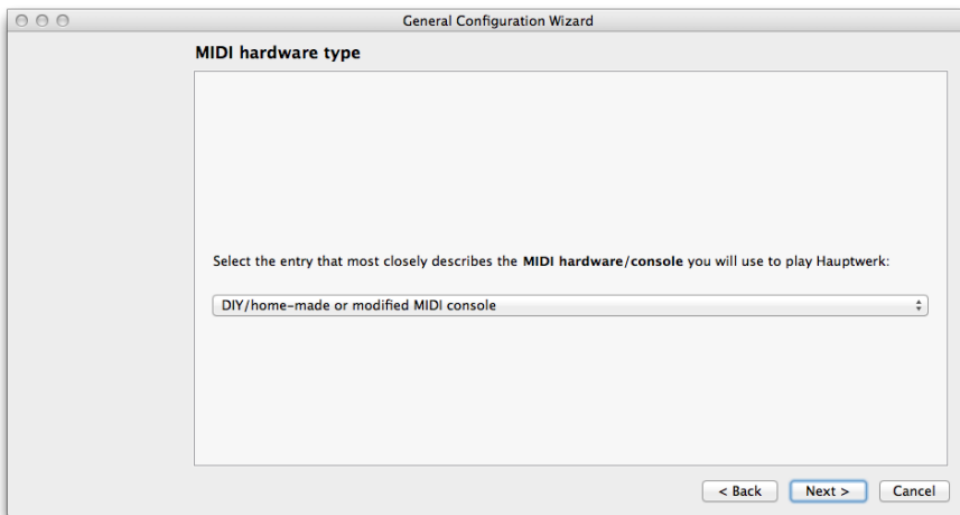 General Configuration Wizard
MIDI hardware type
Select the entry that most closely describes the MIDI hardware/console you will use to play Hauptwerk:
DIY/home-made or modified MIDI console
< Back Next > Cancel